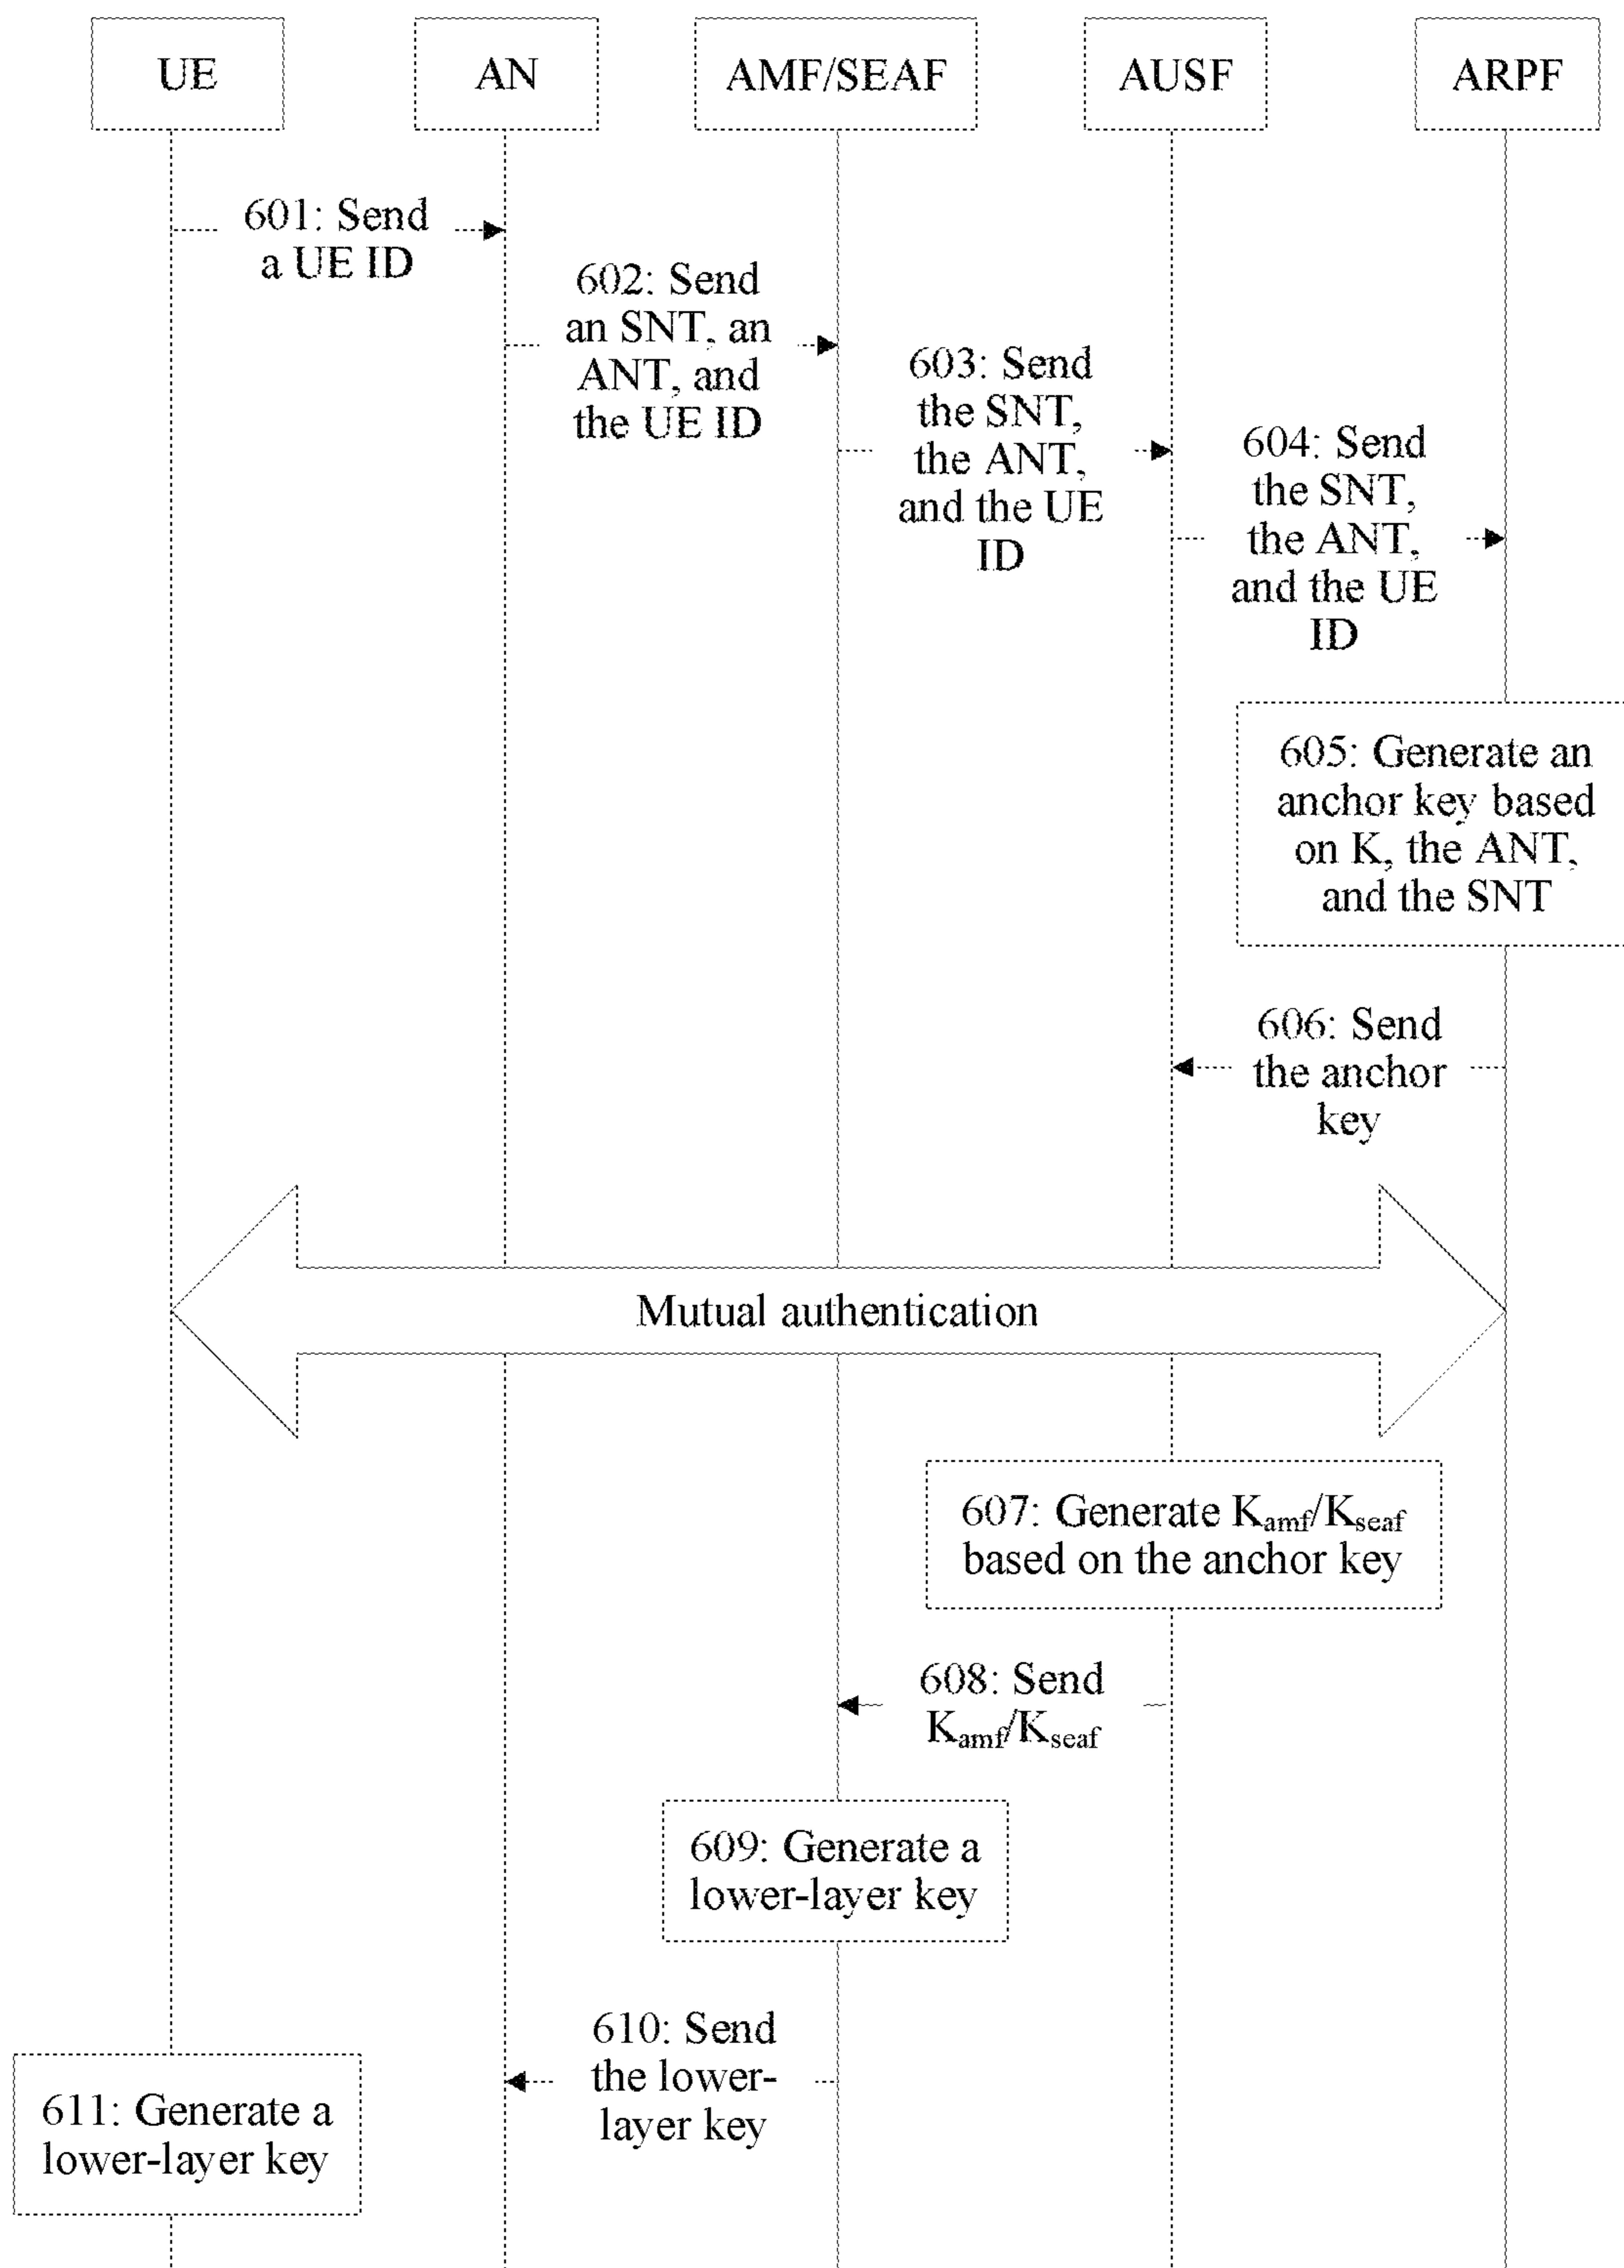 UE
AN
AMF/SEAF
AUSF
ARPF
601: Send
a UE ID
602: Send
an SNT, an
ANT, and
the UE ID
603: Send
the SNT,
the ANT,
and the UE
ID
604: Send
the SNT,
the ANT,
and the UE
ID
605: Generate an
anchor key based
on K, the ANT,
and the SNT
606: Send
the anchor
key
Mutual authentication
607: Generate Kamf/Kseaf
based on the anchor key
608: Send
Kamf/Kseaf
609: Generate a
lower-layer key
610: Send
the lower-
layer key
611: Generate a
lower-layer key